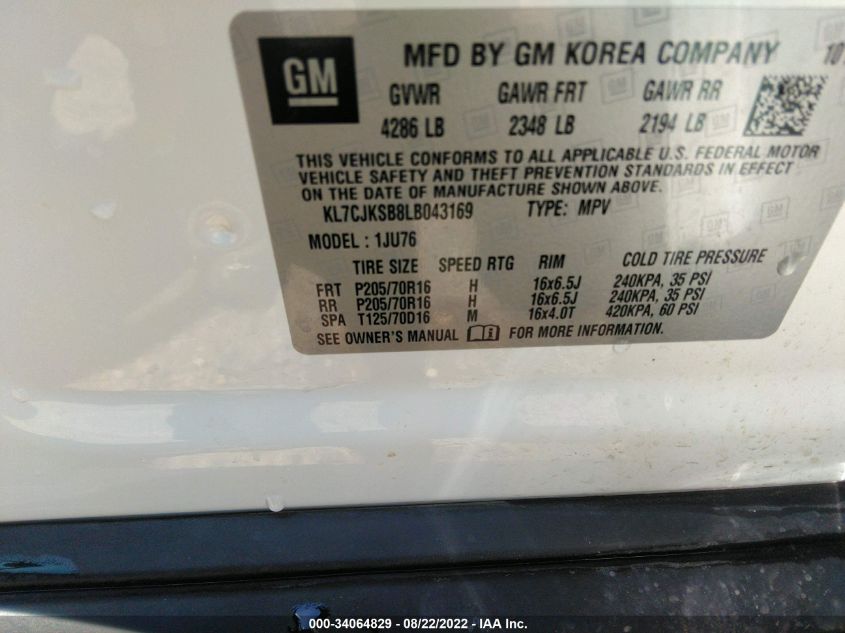 GM
MFD BY GM KOREA COMPANY 10
GVWR GAWR FRT GAWR RR
4286 LB 2348 LB 2194 LB
THIS VEHICLE CONFORMS TO ALL APPLICABLE U.S. FEDERAL MOTOR
VEHICLE SAFETY AND THEFT PREVENTION STANDARDS IN EFFECT
ON THE DATE OF MANUFACTURE SHOWN ABOVE.
KL7CJKSB8LB043169 TYPE: MPV
MODEL : 1JU76
TIRE SIZE SPEED RTG RIM COLD TIRE PRESSURE
FRT P205/70R16 H 16x6.5J 240KPA, 35 PSI
RR P205/70R16 H 16x6.5J 240KPA, 35 PSI
SPA T125/70D16 M 16x4.0T 420KPA, 60 PSI
SEE OWNER'S MANUAL FOR MORE INFORMATION.
000-34064829 - 08/22/2022 - IAA Inc.